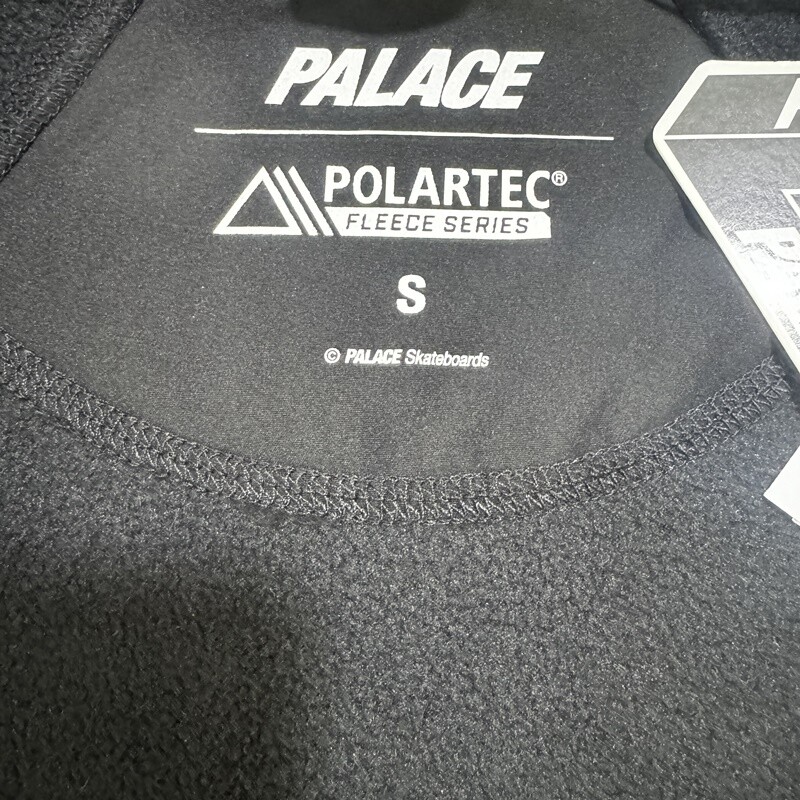 PALACE
POLARTEC®
FLEECE SERIES
S
© PALACE Skateboards